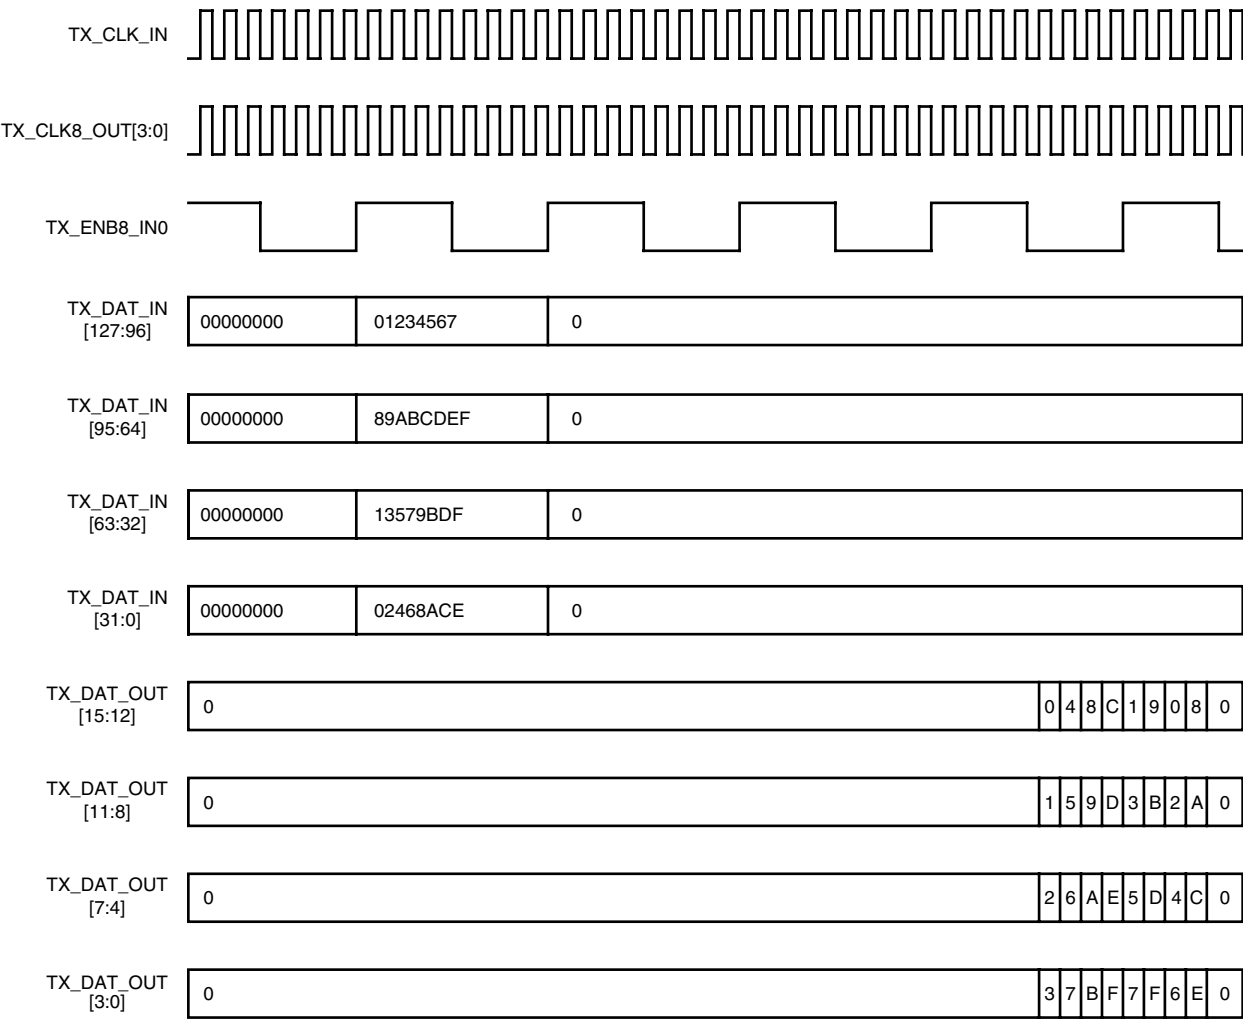 TX_CLK_IN
TX_CLK8_OUT[3:0]
TX_ENB8_IN0
TX_DAT_IN
[127:96]
00000000 01234567 0
TX_DAT_IN
[95:64]
00000000 89ABCDEF 0
TX_DAT_IN
[63:32]
00000000 13579BDF 0
TX_DAT_IN
[31:0]
00000000 02468ACE 0
TX_DAT_OUT
[15:12]
0 0 4 8 C 1 9 0 8 0
TX_DAT_OUT
[11:8]
0 1 5 9 D 3 B 2 A 0
TX_DAT_OUT
[7:4]
0 2 6 A E 5 D 4 C 0
TX_DAT_OUT
[3:0]
0 3 7 B F 7 F 6 E 0